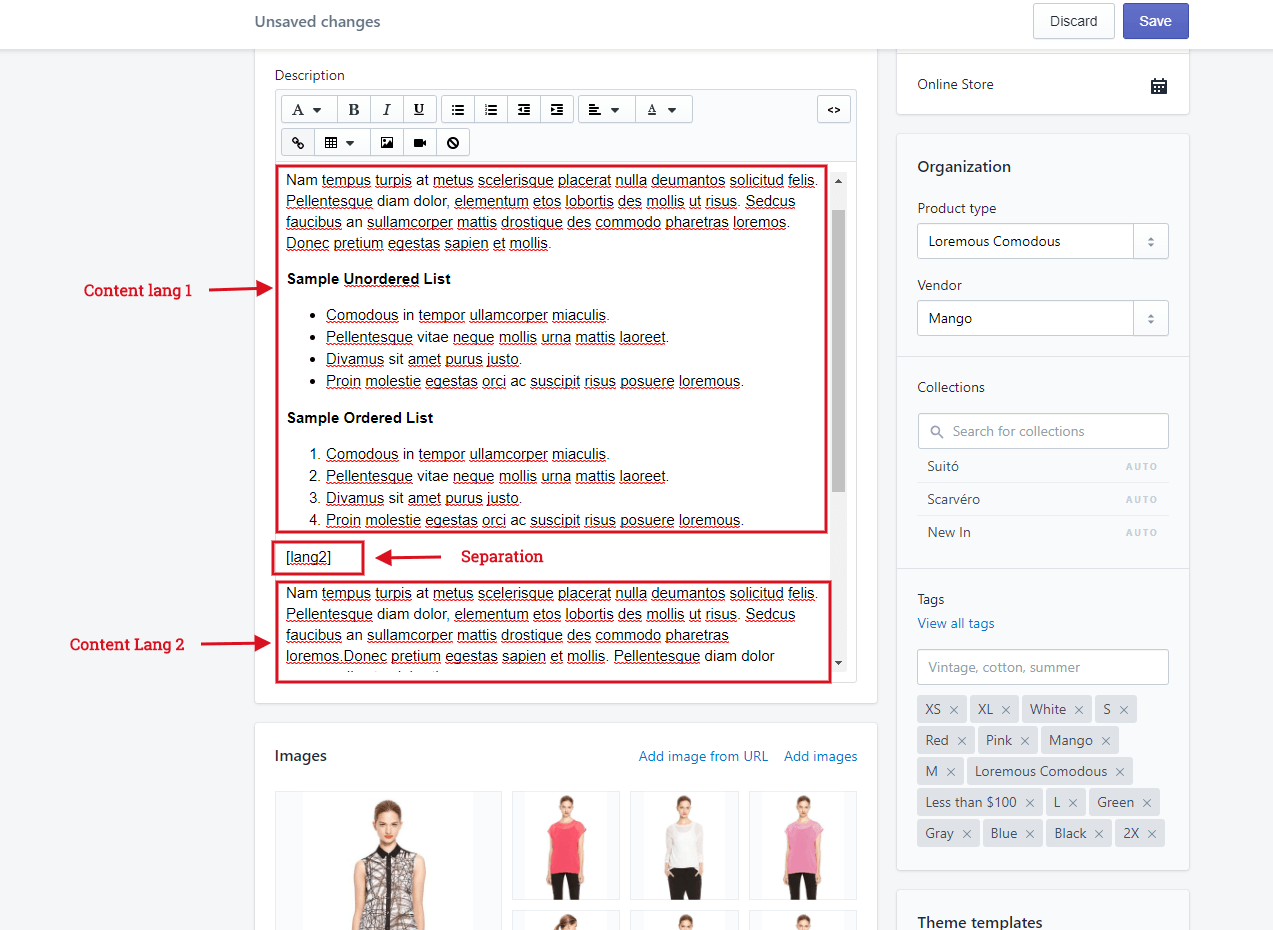 Unsaved changes
Discard
Save
Description
A
B
I
U
A
<>
Nam tempus turpis at metus scelerisque placerat nulla deumantos solicitud felis.
Pellentesque diam dolor, elementum etos lobortis des mollis ut risus. Sedcus
faucibus an sullamcorper mattis drostique des commodo pharetras loremos.
Donec pretium egestas sapien et mollis.
Content lang 1
Sample Unordered List
• Comodous in tempor ullamcorper miaculis.
• Pellentesque vitae neque mollis urna mattis laoreet.
• Divamus sit amet purus justo.
• Proin molestie egestas orci ac suscipit risus posuere loremous.
Sample Ordered List
1. Comodous in tempor ullamcorper miaculis.
2. Pellentesque vitae neque mollis urna mattis laoreet.
3. Divamus sit amet purus justo.
4. Proin molestie egestas orci ac suscipit risus posuere loremous.
[lang2]
Separation
Content Lang 2
Nam tempus turpis at metus scelerisque placerat nulla deumantos solicitud felis.
Pellentesque diam dolor, elementum etos lobortis des mollis ut risus. Sedcus
faucibus an sullamcorper mattis drostique des commodo pharetras
loremos.Donec pretium egestas sapien et mollis. Pellentesque diam dolor
Images
Add image from URL
Add images
Online Store
Organization
Product type
Loremous Comodous
Vendor
Mango
Collections
Search for collections
Suitó AUTO
Scarvéro AUTO
New In AUTO
Tags
View all tags
Vintage, cotton, summer
XS × XL × White × S ×
Red × Pink × Mango ×
M × Loremous Comodous ×
Less than $100 × L × Green ×
Gray × Blue × Black × 2X ×
Theme templates